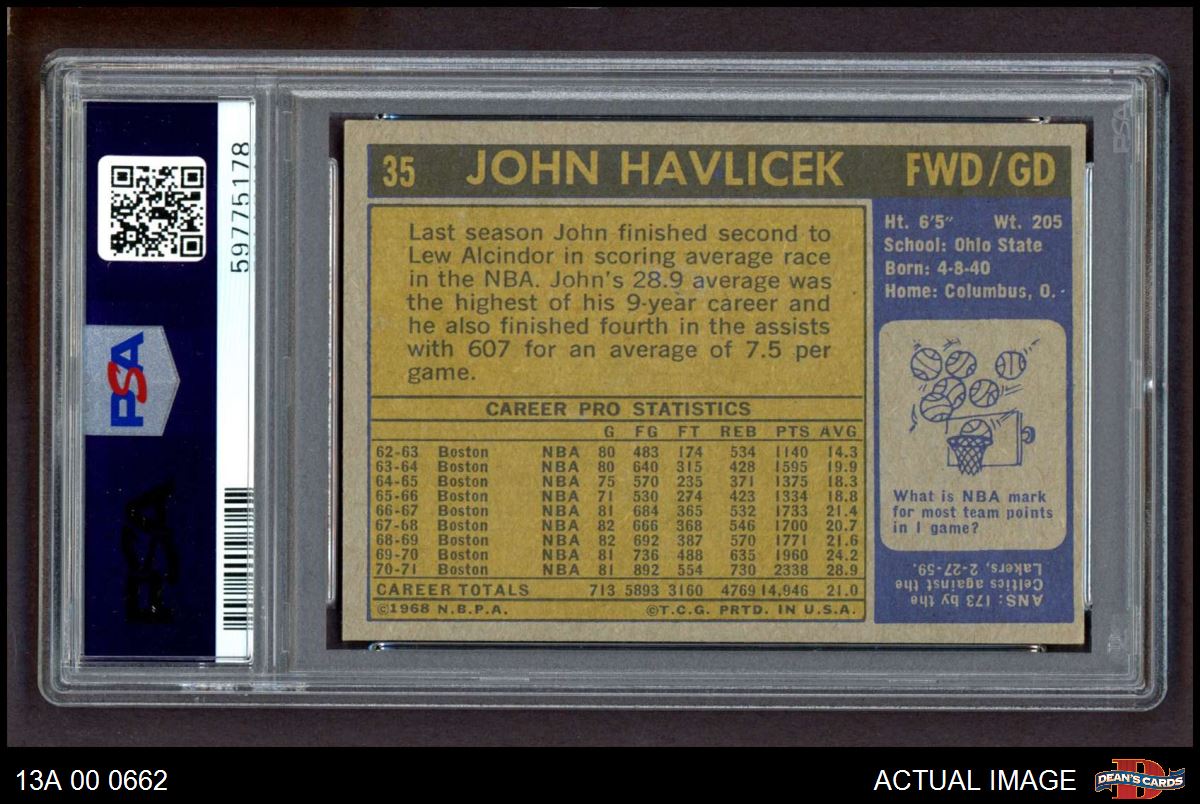 59775178
PSA
PSA
PSA
35 JOHN HAVLICEK FWD/GD
Last season John finished second to
Lew Alcindor in scoring average race
in the NBA. John's 28.9 average was
the highest of his 9-year career and
he also finished fourth in the assists
with 607 for an average of 7.5 per
game.
CAREER PRO STATISTICS
G FG FT REB PTS AVG
62-63 Boston NBA 80 483 174 534 1140 14.3
63-64 Boston NBA 80 640 315 428 1595 19.9
64-65 Boston NBA 75 570 235 371 1375 18.3
65-66 Boston NBA 71 530 274 423 1334 18.8
66-67 Boston NBA 81 684 365 532 1733 21.4
67-68 Boston NBA 82 666 368 546 1700 20.7
68-69 Boston NBA 82 692 387 570 1771 21.6
69-70 Boston NBA 81 736 488 635 1960 24.2
70-71 Boston NBA 81 892 554 730 2338 28.9
CAREER TOTALS 713 5893 3160 4769 14,946 21.0
©1968 N.B.P.A. ©T.C.G. PRTD. IN U.S.A.
Ht. 6'5" Wt. 205
School: Ohio State
Born: 4-8-40
Home: Columbus, O.
What is NBA mark
for most team points
in 1 game?
ANS: 173 by the
Celtics against the
Lakers, 2-27-59.
13A 00 0662
ACTUAL IMAGE
DEAN'S CARDS